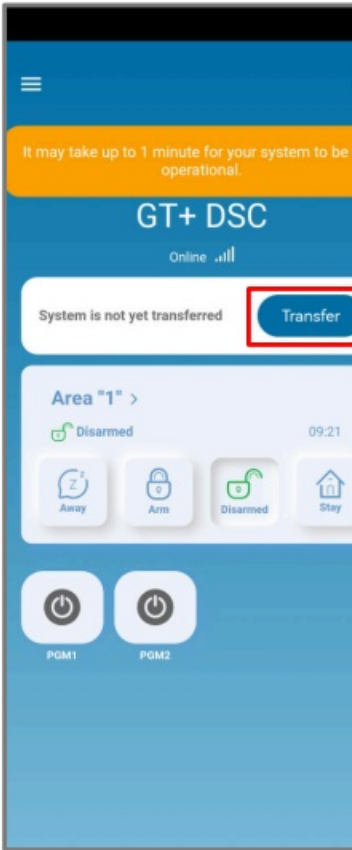 It may take up to 1 minute for your system to be
operational.
GT+ DSC
Online
System is not yet transferred
Transfer
Area "1" >
Disarmed
09:21
Away
Arm
Disarmed
Stay
PGM1
PGM2